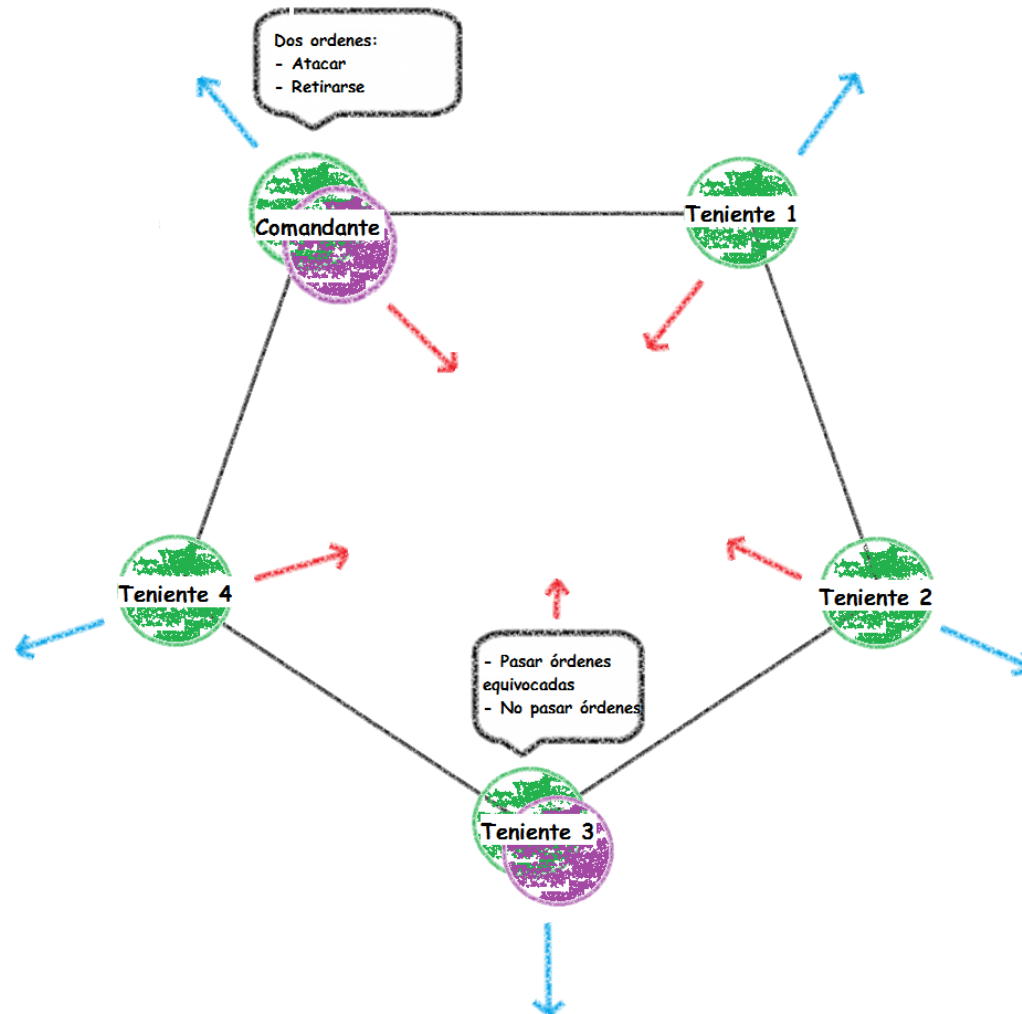 Dos ordenes:
- Atacar
- Retirarse
Comandante
Teniente 1
Teniente 4
Teniente 2
- Pasar órdenes
equivocadas
- No pasar órdenes
Teniente 3